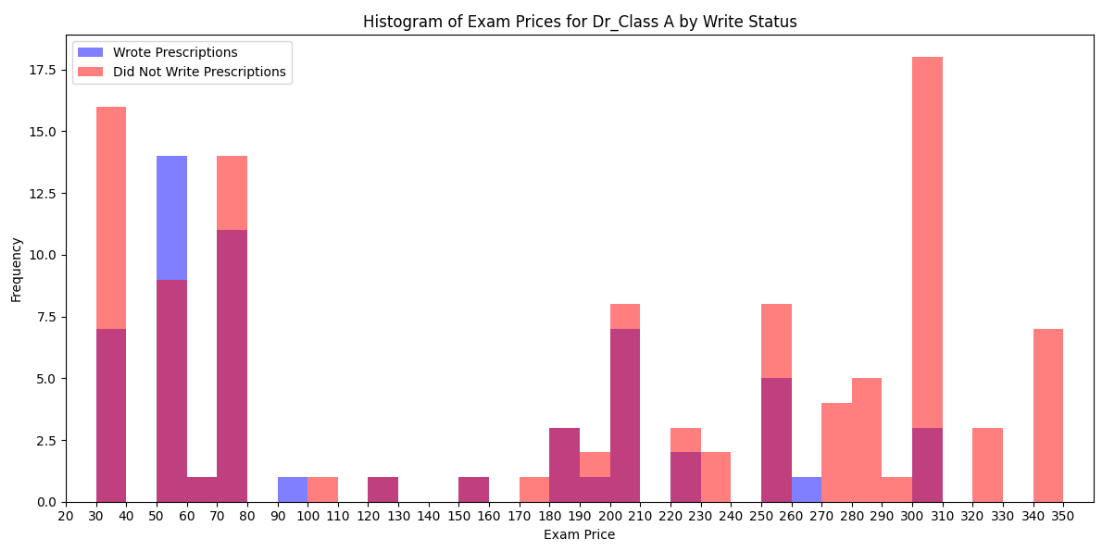 Histogram of Exam Prices for Dr_Class A by Write Status
Wrote Prescriptions
Did Not Write Prescriptions
17.5
15.0
12.5
10.0
7.5
5.0
2.5
0.0
Frequency
20 30 40 50 60 70 80 90 100 110 120 130 140 150 160 170 180 190 200 210 220 230 240 250 260 270 280 290 300 310 320 330 340 350
Exam Price